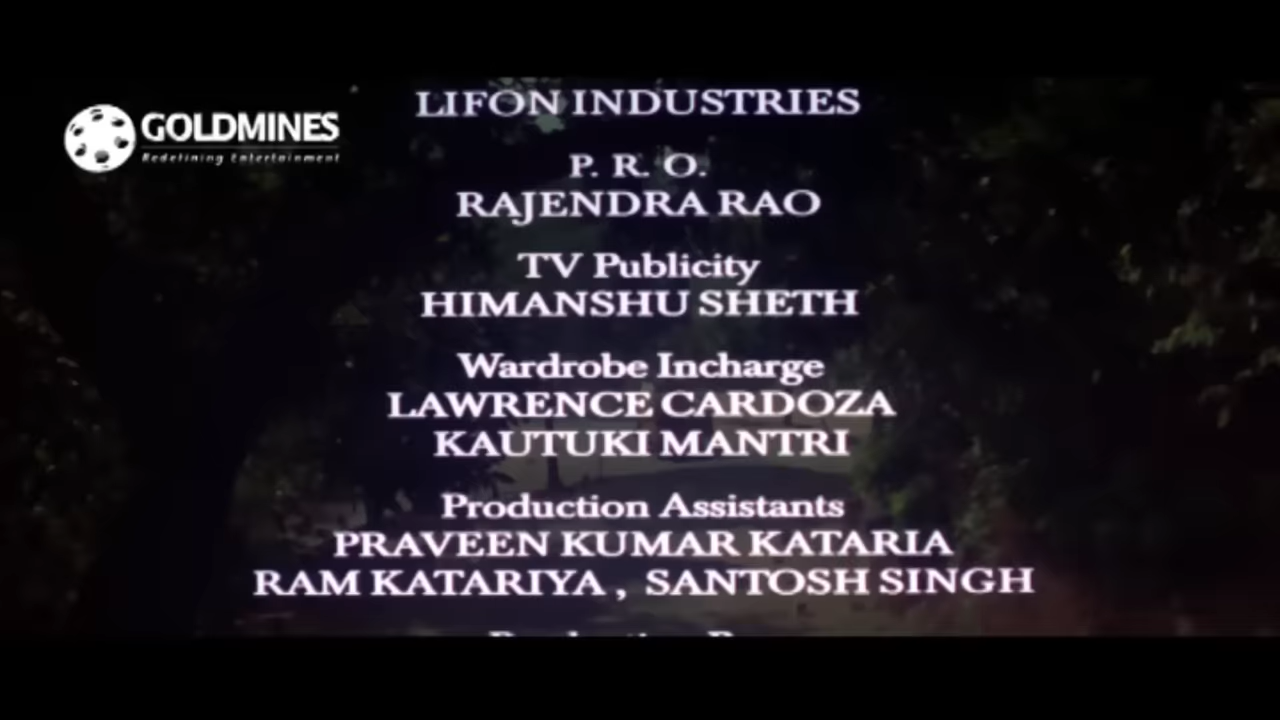 GOLDMINES
Redefining Entertainment
LIFON INDUSTRIES
P. R. O.
RAJENDRA RAO
TV Publicity
HIMANSHU SHETH
Wardrobe Incharge
LAWRENCE CARDOZA
KAUTUKI MANTRI
Production Assistants
PRAVEEN KUMAR KATARIA
RAM KATARIYA , SANTOSH SINGH